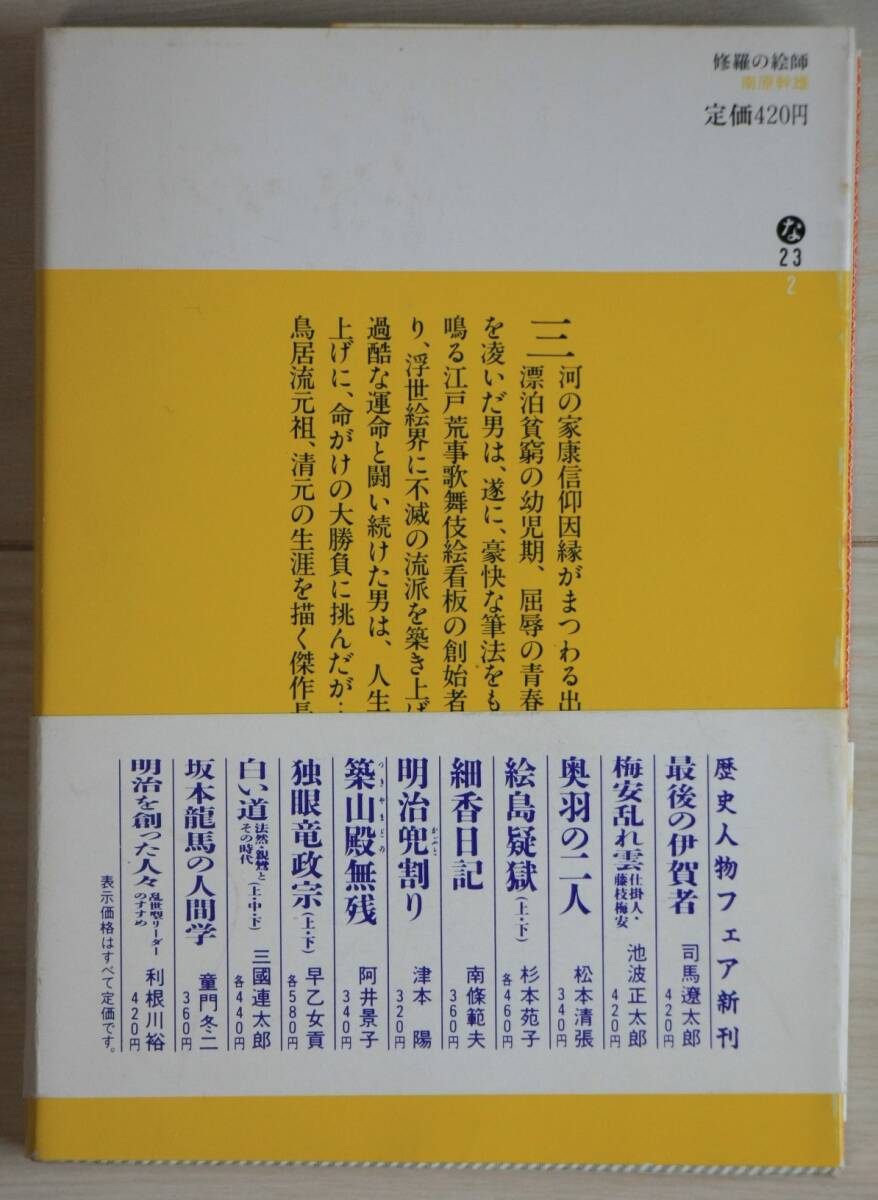 修羅の絵師
南原幹雄
定価420円
な
23
2
三河の家康信仰因縁がまつわる出
漂泊貧窮の幼児期、屈辱の青春
を凌いだ男は、遂に、豪快な筆法をも
鳴る江戸荒事歌舞伎絵看板の創始者
り、浮世絵界に不滅の流派を築き上げ
過酷な運命と闘い続けた男は、人生
上げに、命がけの大勝負に挑んだが…
鳥居流元祖、清元の生涯を描く傑作長
歴史人物フェア新刊
最後の伊賀者 司馬遼太郎 420円
梅安乱れ雲 仕掛人・藤枝梅安 池波正太郎 420円
奥羽の二人 松本清張 340円
絵島疑獄(上・下) 杉本苑子 各460円
細香日記 南條範夫 360円
明治兜割り かぶと 津本 陽 320円
築山殿無残 つきやまどの 阿井景子 340円
独眼竜政宗(上・下) 早乙女貢 各580円
白い道 法然・親鸞とその時代(上・中・下) 三國連太郎 各440円
坂本龍馬の人間学 童門冬二 360円
明治を創った人々 乱世型リーダーのすすめ 利根川裕 420円
表示価格はすべて定価です。